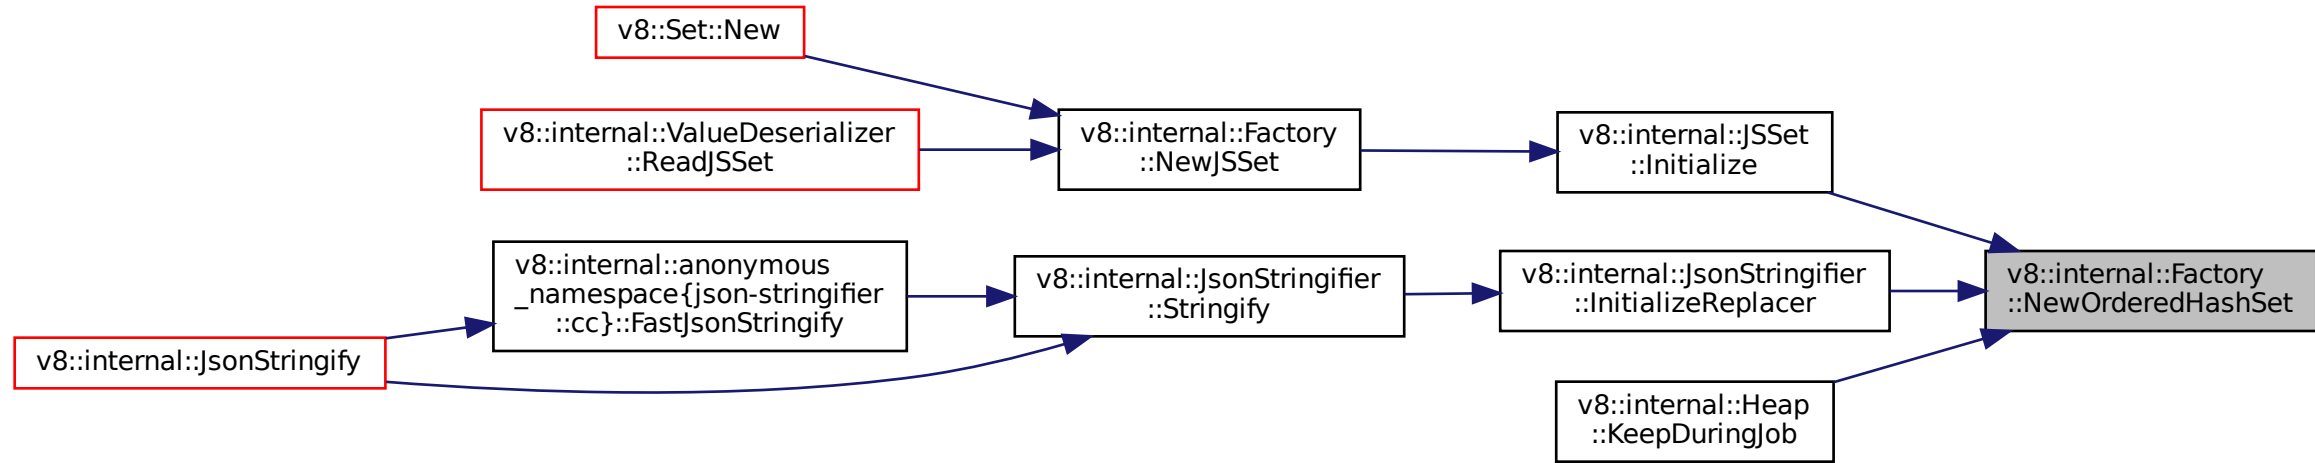 v8::Set::New
v8::internal::ValueDeserializer
::ReadJSSet
v8::internal::Factory
::NewJSSet
v8::internal::JSSet
::Initialize
v8::internal::anonymous
_namespace{json-stringifier
::cc}::FastJsonStringify
v8::internal::JsonStringifier
::Stringify
v8::internal::JsonStringifier
::InitializeReplacer
v8::internal::Factory
::NewOrderedHashSet
v8::internal::JsonStringify
v8::internal::Heap
::KeepDuringJob